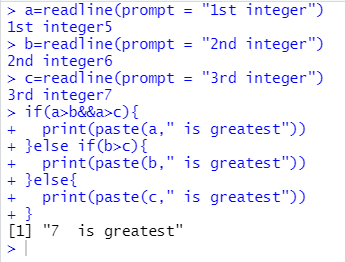 > a=readline(prompt = "1st integer")
1st integer5
> b=readline(prompt = "2nd integer")
2nd integer6
> c=readline(prompt = "3rd integer")
3rd integer7
> if(a>b&&a>c){
+   print(paste(a," is greatest"))
+ }else if(b>c){
+   print(paste(b," is greatest"))
+ }else{
+   print(paste(c," is greatest"))
+ }
[1] "7  is greatest"
>